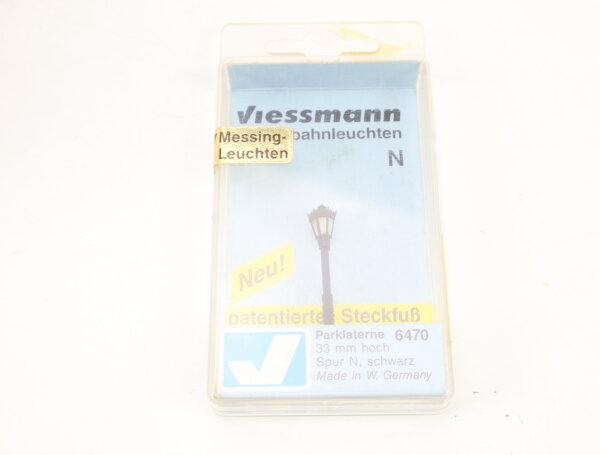 Viessmann
bahnleuchten
Messing-
Leuchten
N
Neu!
patentierter Steckfuß
Parklaterne 6470
33 mm hoch
Spur N, schwarz
Made in W. Germany